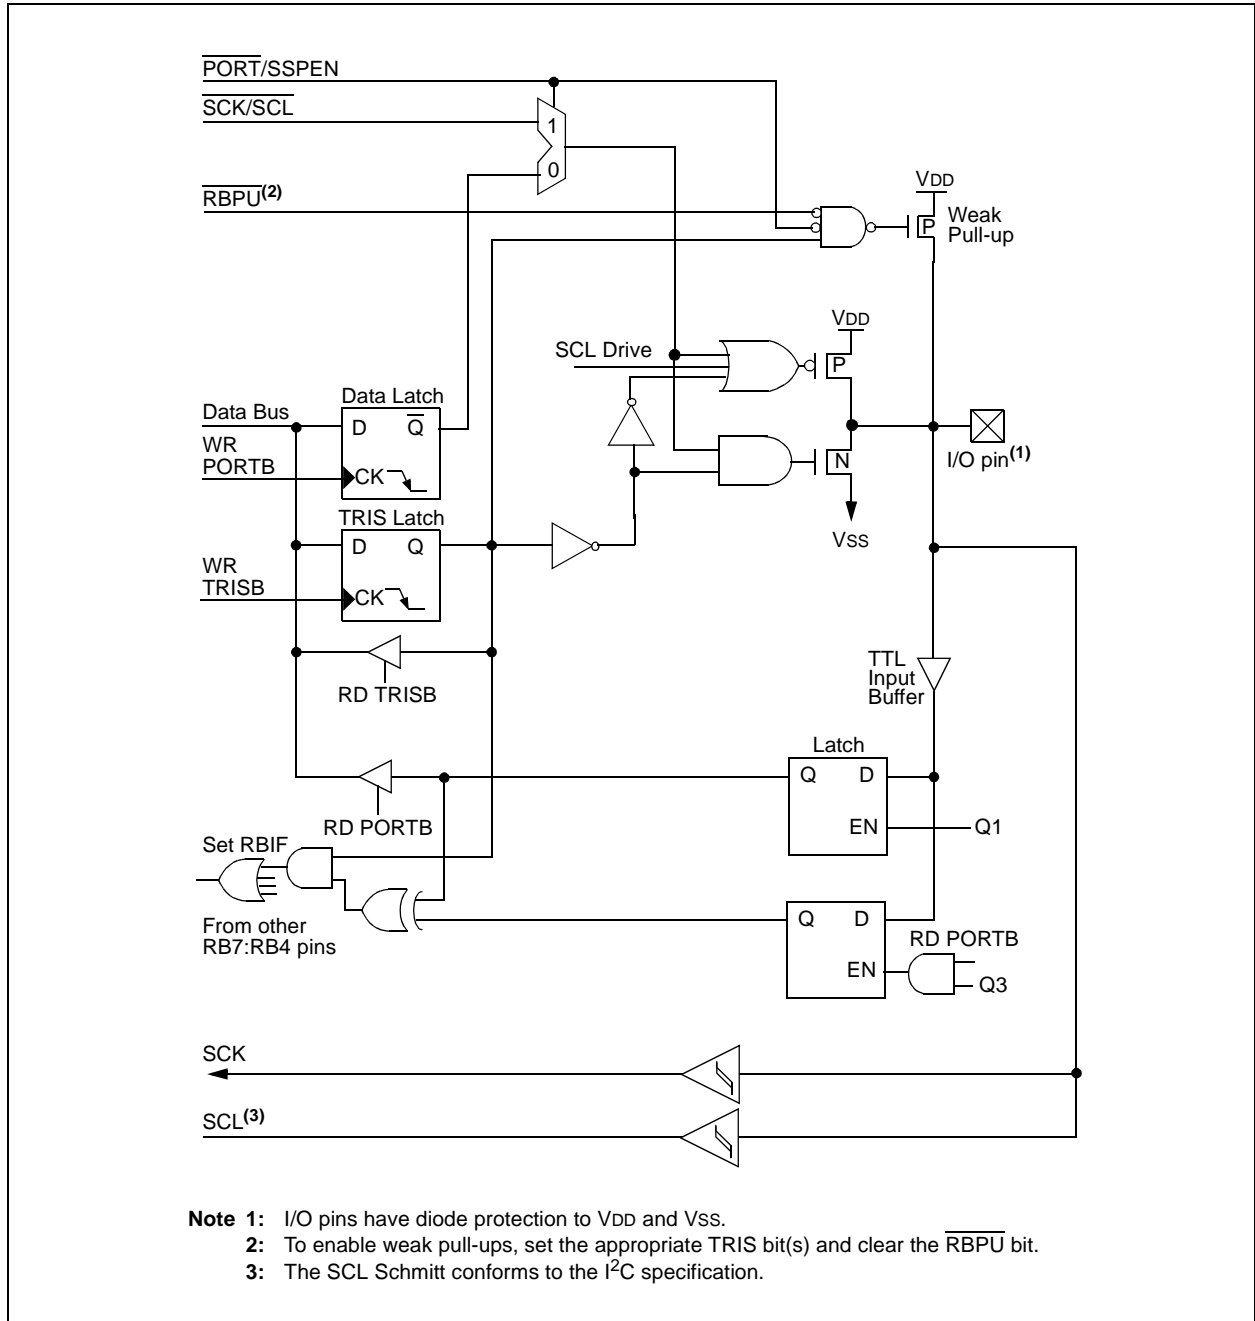 PORT/SSPEN
SCK/SCL
1
0
RBPU(2)
VDD
P
Weak
Pull-up
VDD
SCL Drive
P
Data Latch
Data Bus
D
Q
WR
PORTB
CK
N
I/O pin(1)
VSS
TRIS Latch
D
Q
WR
TRISB
CK
RD TRISB
TTL
Input
Buffer
Latch
Q
D
EN
Q1
RD PORTB
Set RBIF
From other
RB7:RB4 pins
Q
D
RD PORTB
EN
Q3
SCK
SCL(3)
Note 1: I/O pins have diode protection to VDD and VSS.
2: To enable weak pull-ups, set the appropriate TRIS bit(s) and clear the RBPU bit.
3: The SCL Schmitt conforms to the I2C specification.